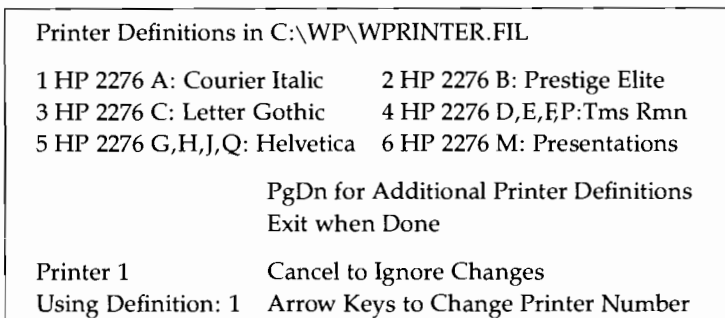 Printer Definitions in C:\WP\WPRINTER.FIL
1 HP 2276 A: Courier Italic 2 HP 2276 B: Prestige Elite
3 HP 2276 C: Letter Gothic 4 HP 2276 D,E,F,P:Tms Rmn
5 HP 2276 G,H,J,Q: Helvetica 6 HP 2276 M: Presentations
PgDn for Additional Printer Definitions
Exit when Done
Printer 1 Cancel to Ignore Changes
Using Definition: 1 Arrow Keys to Change Printer Number